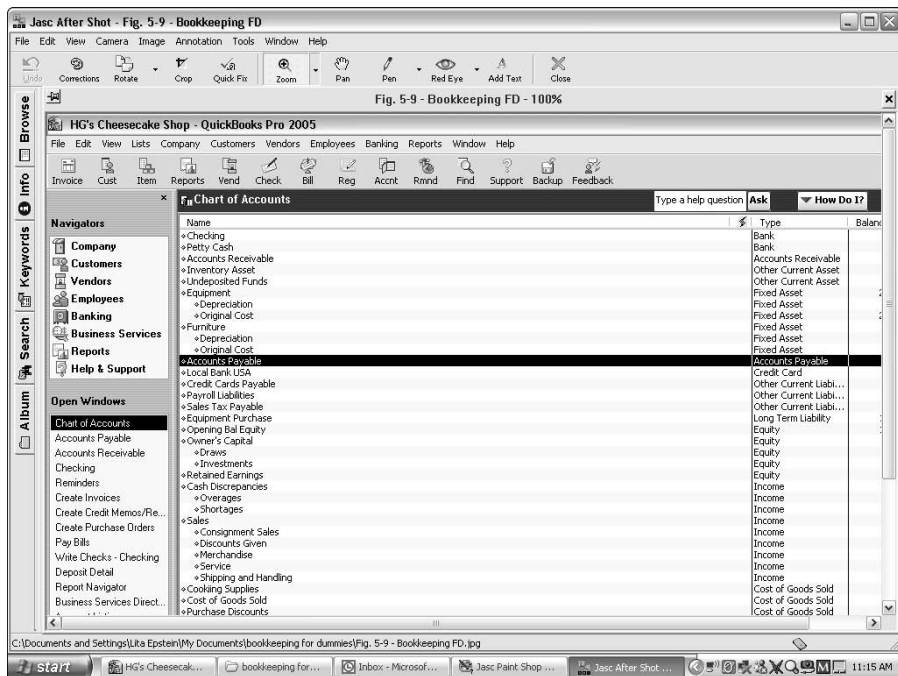 Jasc After Shot - Fig. 5-9 - Bookkeeping FD
File Edit View Camera Image Annotation Tools Window Help
Undo Corrections Rotate Crop Quick Fix Zoom Pan Pen Red Eye Add Text Close
Fig. 5-9 - Bookkeeping FD - 100%
Browse
Info
Keywords
Search
Album
HG's Cheesecake Shop - QuickBooks Pro 2005
File Edit View Lists Company Customers Vendors Employees Banking Reports Window Help
Invoice Cust Item Reports Vend Check Bill Reg Accnt Rmnd Find Support Backup Feedback
Navigators
Company
Customers
Vendors
Employees
Banking
Business Services
Reports
Help & Support
Open Windows
Chart of Accounts
Accounts Payable
Accounts Receivable
Checking
Reminders
Create Invoices
Create Credit Memos/Re...
Create Purchase Orders
Pay Bills
Write Checks - Checking
Deposit Detail
Report Navigator
Business Services Direct...
Chart of Accounts Type a help question Ask How Do I?
Name Type Balanc
Checking Bank
Petty Cash Bank
Accounts Receivable Accounts Receivable
Inventory Asset Other Current Asset
Undeposited Funds Other Current Asset
Equipment Fixed Asset
Depreciation Fixed Asset
Original Cost Fixed Asset
Furniture Fixed Asset
Depreciation Fixed Asset
Original Cost Fixed Asset
Accounts Payable Accounts Payable
Local Bank USA Credit Card
Credit Cards Payable Other Current Liabi...
Payroll Liabilities Other Current Liabi...
Sales Tax Payable Other Current Liabi...
Equipment Purchase Long Term Liability
Opening Bal Equity Equity
Owner's Capital Equity
Draws Equity
Investments Equity
Retained Earnings Equity
Cash Discrepancies Income
Overages Income
Shortages Income
Sales Income
Consignment Sales Income
Discounts Given Income
Merchandise Income
Service Income
Shipping and Handling Income
Cooking Supplies Cost of Goods Sold
Cost of Goods Sold Cost of Goods Sold
Purchase Discounts Cost of Goods Sold
C:\Documents and Settings\Lita Epstein\My Documents\bookkeeping for dummies\Fig. 5-9 - Bookkeeping FD.jpg
start HG's Cheesecak... bookkeeping for... Inbox - Microsof... Jasc Paint Shop ... Jasc After Shot ... 11:15 AM